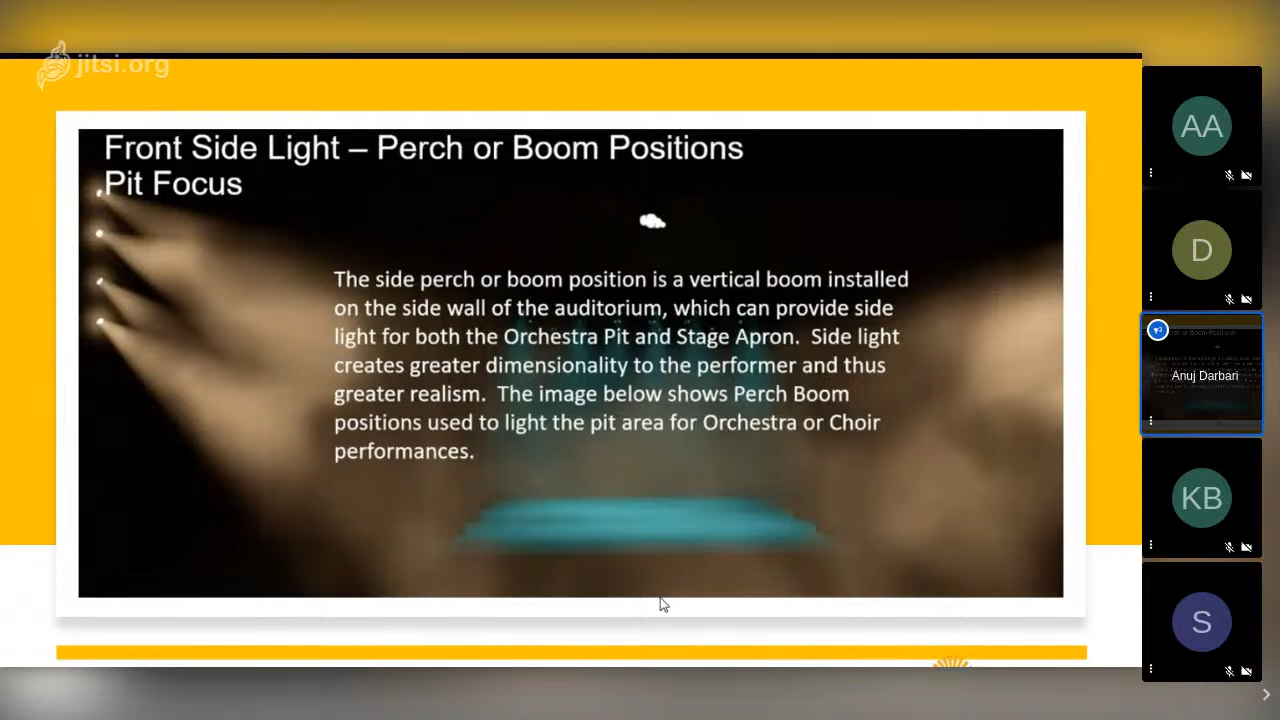 jitsi.org
Front Side Light – Perch or Boom Positions
Pit Focus
The side perch or boom position is a vertical boom installed
on the side wall of the auditorium, which can provide side
light for both the Orchestra Pit and Stage Apron.  Side light
creates greater dimensionality to the performer and thus
greater realism.  The image below shows Perch Boom
positions used to light the pit area for Orchestra or Choir
performances.
AA
D
Anuj Darbari
KB
S